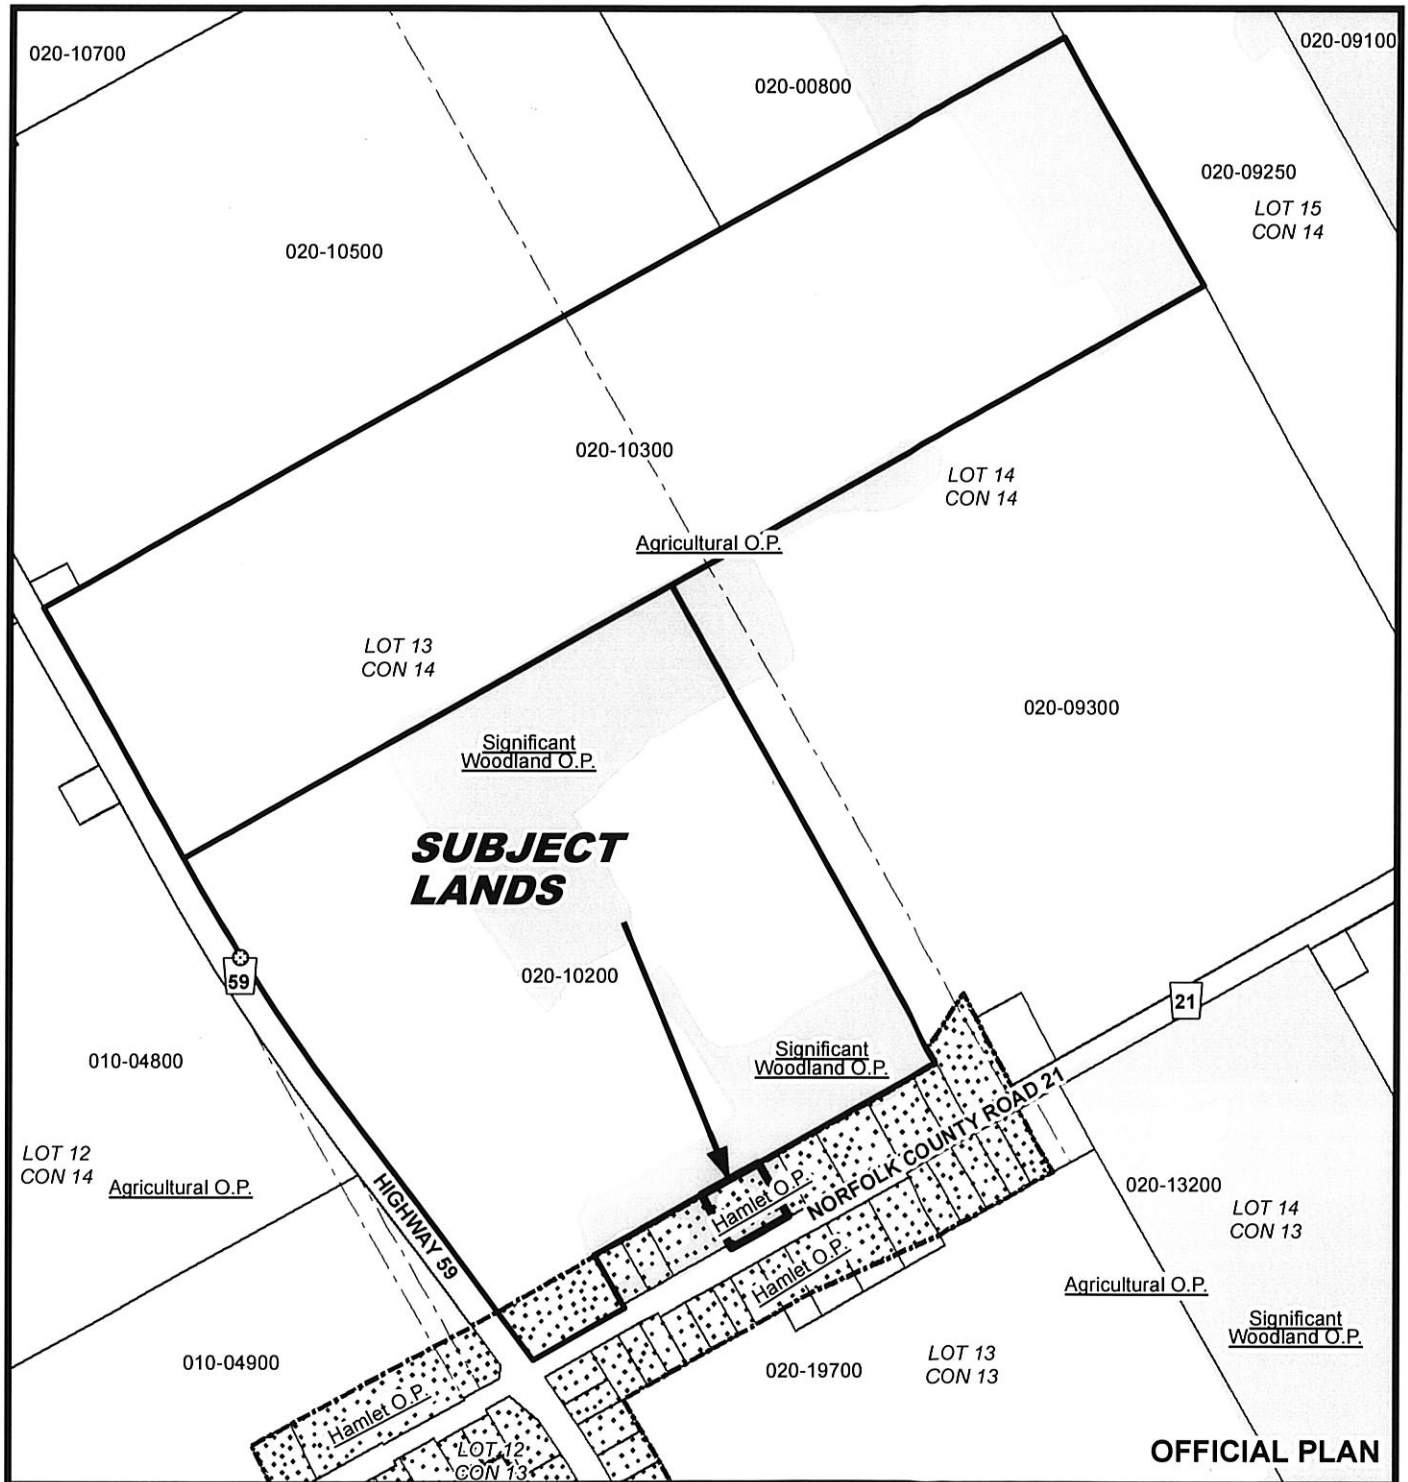 020-10700
020-00800
020-09100
020-09250
LOT 15
CON 14
020-10500
020-10300
LOT 14
CON 14
Agricultural O.P.
LOT 13
CON 14
020-09300
Significant
Woodland O.P.
SUBJECT
LANDS
59
020-10200
21
010-04800
Significant
Woodland O.P.
LOT 12
CON 14
Agricultural O.P.
HIGHWAY 59
Hamlet O.P.
NORFOLK COUNTY ROAD 21
020-13200
LOT 14
CON 13
Hamlet O.P.
Agricultural O.P.
Significant
Woodland O.P.
010-04900
020-19700
LOT 13
CON 13
Hamlet O.P.
LOT 12
CON 13
OFFICIAL PLAN